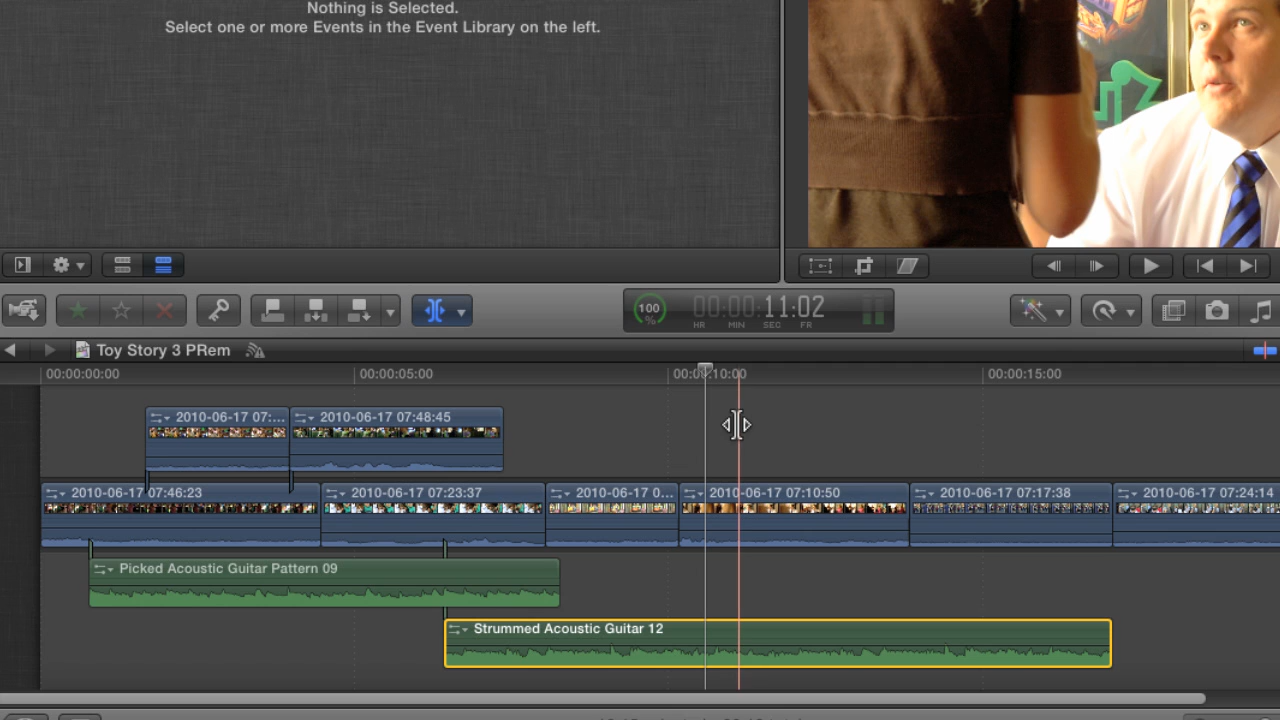 Nothing is Selected.
Select one or more Events in the Event Library on the left.
100
%
00:00:11:02
HR MIN SEC FR
Toy Story 3 PRem
00:00:00:00 00:00:05:00 00:00:10:00 00:00:15:00
2010-06-17 07:... 2010-06-17 07:48:45
2010-06-17 07:46:23 2010-06-17 07:23:37 2010-06-17 0... 2010-06-17 07:10:50 2010-06-17 07:17:38 2010-06-17 07:24:14
Picked Acoustic Guitar Pattern 09
Strummed Acoustic Guitar 12